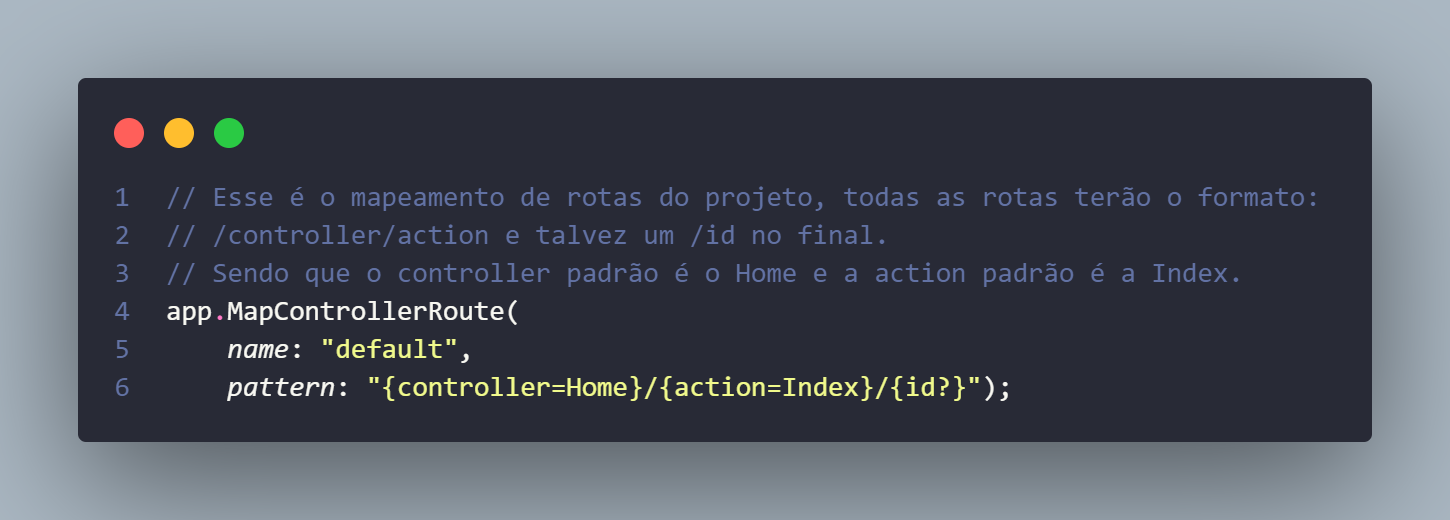 1 // Esse é o mapeamento de rotas do projeto, todas as rotas terão o formato:
2 // /controller/action e talvez um /id no final.
3 // Sendo que o controller padrão é o Home e a action padrão é a Index.
4 app.MapControllerRoute(
5     name: "default",
6     pattern: "{controller=Home}/{action=Index}/{id?}");